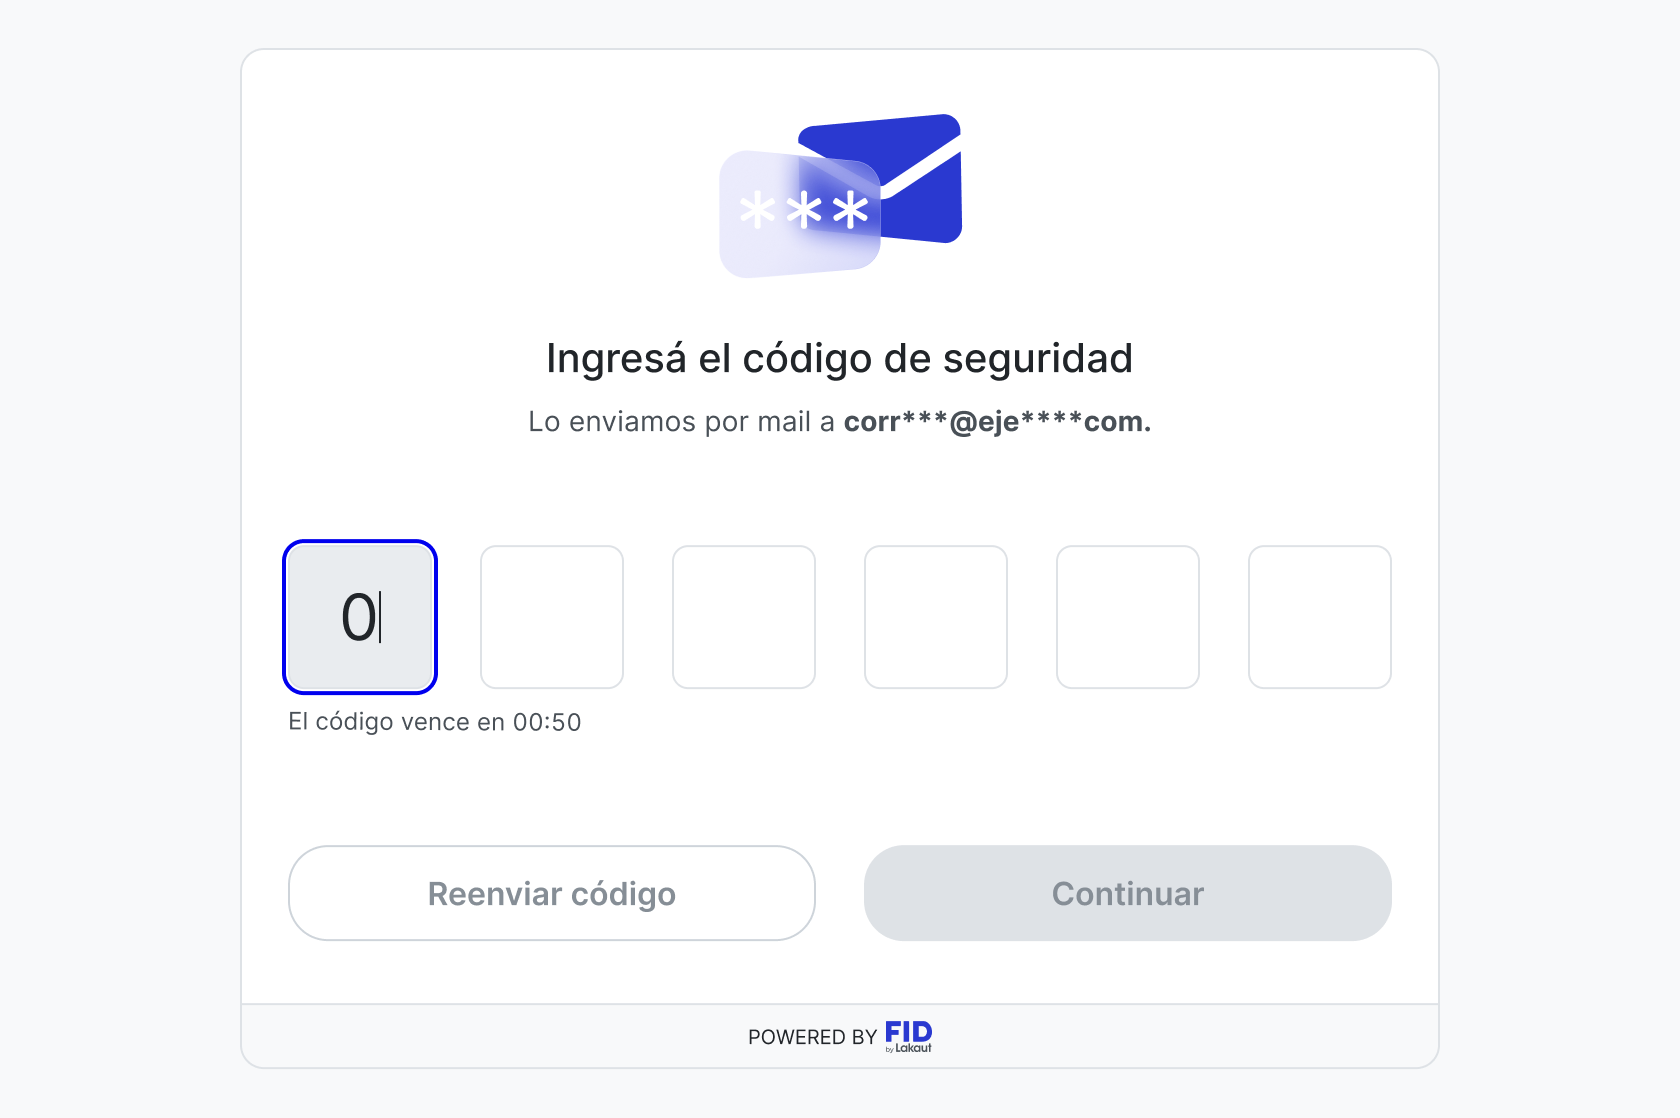 ***
Ingresá el código de seguridad
Lo enviamos por mail a corr***@eje****com.
0
El código vence en 00:50
Reenviar código
Continuar
POWERED BY FID
by Lakaut